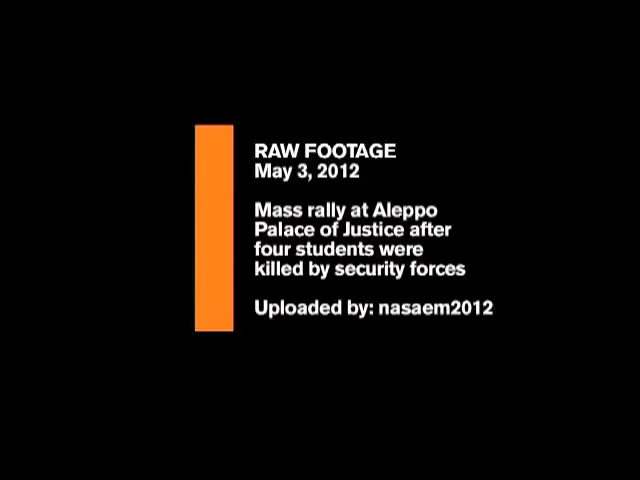 RAW FOOTAGE
May 3, 2012
Mass rally at Aleppo
Palace of Justice after
four students were
killed by security forces
Uploaded by: nasaem2012